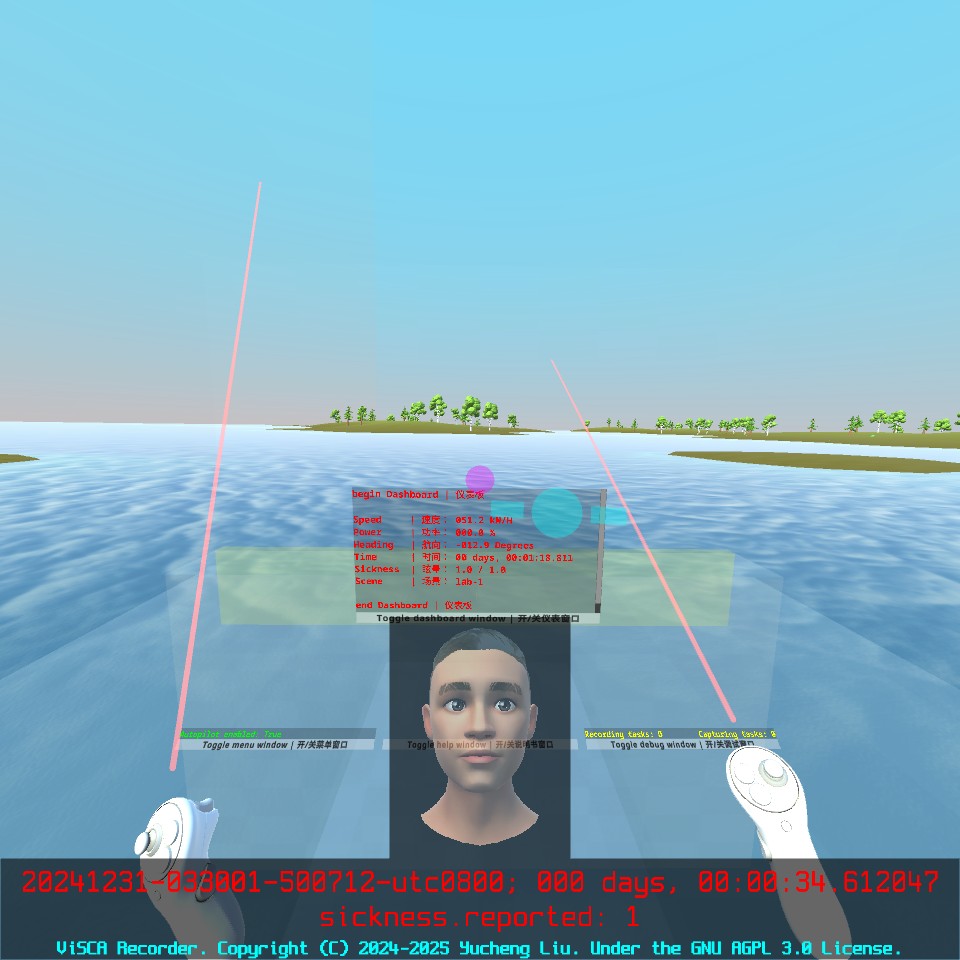 begin Dashboard | 仪表板
Speed | 速度: 051.2 kM/H
Power | 功率: 000.0 %
Heading | 航向: -012.9 Degrees
Time | 时间: 00 days, 00:01:18.811
Sickness | 眩晕: 1.0 / 1.0
Scene | 场景: lab-1
end Dashboard | 仪表板
Toggle dashboard window | 开/关仪表窗口
Autopilot enabled: True
Toggle menu window | 开/关菜单窗口
Toggle help window | 开/关说明书窗口
Recording tasks: 0 Capturing tasks: 0
Toggle debug window | 开/关调试窗口
20241231-033001-500712-utc0800; 000 days, 00:00:34.612047
sickness.reported: 1
ViSCA Recorder. Copyright (C) 2024-2025 Yucheng Liu. Under the GNU AGPL 3.0 License.